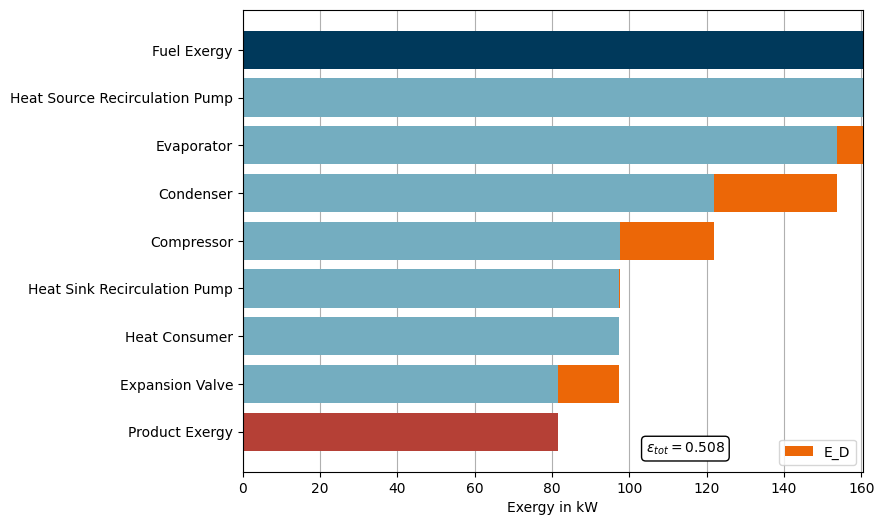 Fuel Exergy
Heat Source Recirculation Pump
Evaporator
Condenser
Compressor
Heat Sink Recirculation Pump
Heat Consumer
Expansion Valve
Product Exergy
ε_tot = 0.508
E_D
0 20 40 60 80 100 120 140 160
Exergy in kW